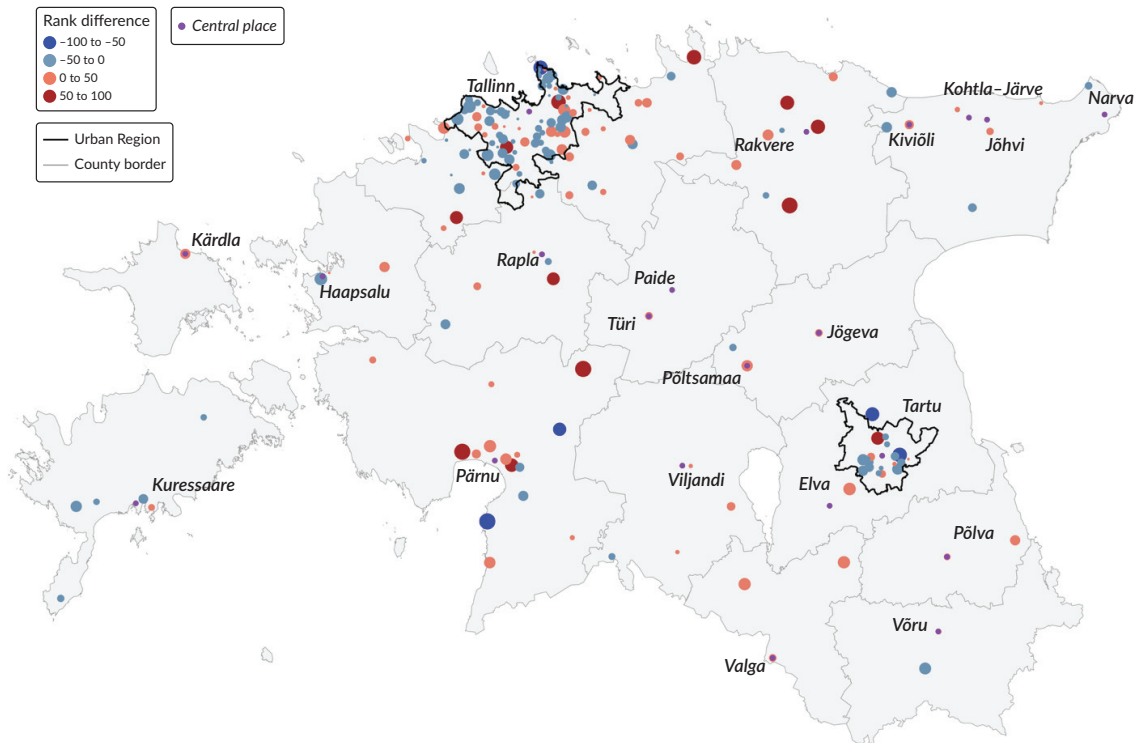 Rank difference
−100 to −50
−50 to 0
0 to 50
50 to 100
Central place
Urban Region
County border
Tallinn
Kohtla–Järve
Narva
Rakvere
Kiviöli
Jõhvi
Kärdla
Rapla
Haapsalu
Paide
Türi
Jögeva
Põltsamaa
Tartu
Kuressaare
Pärnu
Viljandi
Elva
Põlva
Võru
Valga